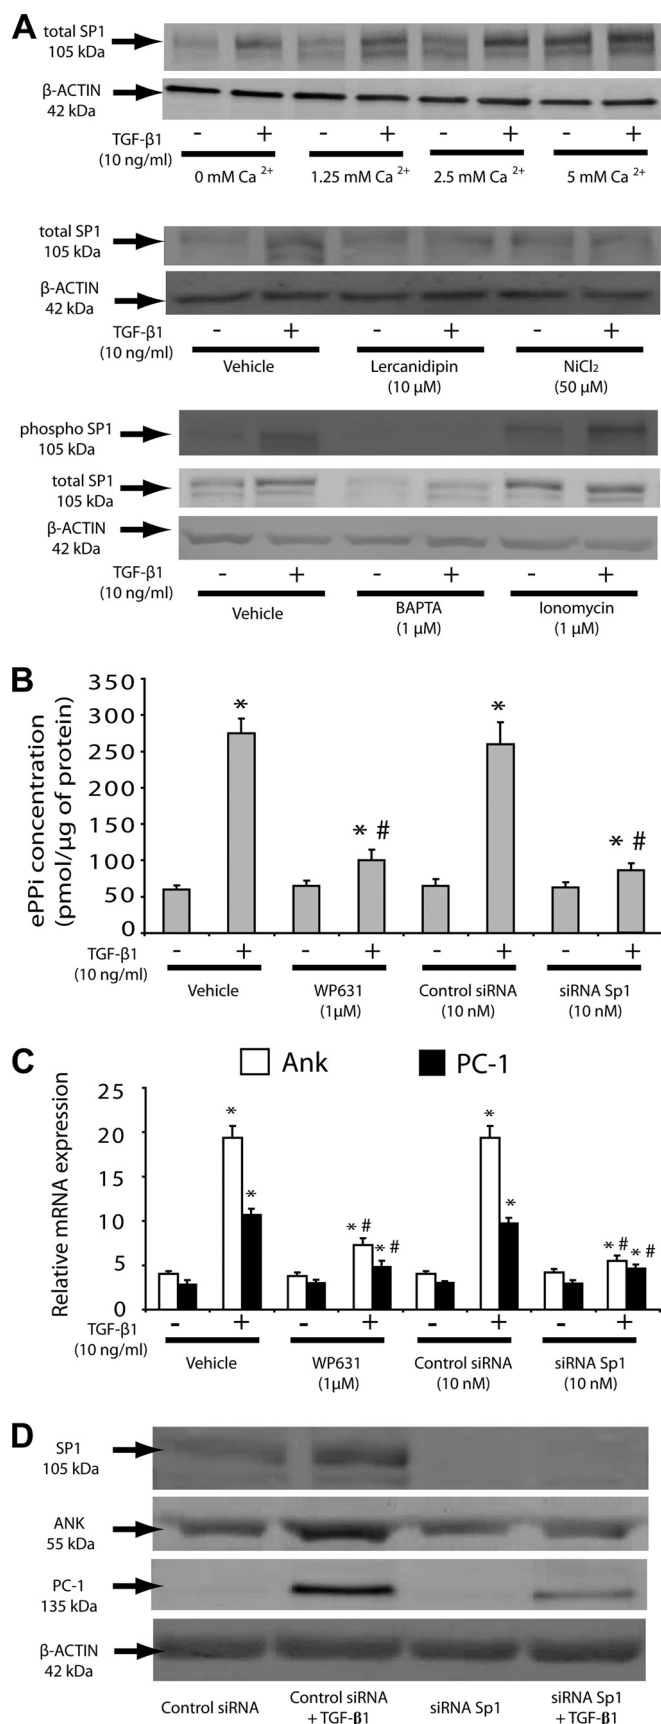 A
total SP1
105 kDa
β-ACTIN
42 kDa
TGF-β1 - + - + - + - +
(10 ng/ml)
0 mM Ca 2+ 1.25 mM Ca 2+ 2.5 mM Ca 2+ 5 mM Ca 2+
total SP1
105 kDa
β-ACTIN
42 kDa
TGF-β1 - + - + - +
(10 ng/ml)
Vehicle Lercanidipin NiCl2
(10 μM) (50 μM)
phospho SP1
105 kDa
total SP1
105 kDa
β-ACTIN
42 kDa
TGF-β1 - + - + - +
(10 ng/ml)
Vehicle BAPTA Ionomycin
(1 μM) (1 μM)
B
ePPi concentration
(pmol/μg of protein)
350
300
250
200
150
100
50
0
* * # * * #
TGF-β1 - + - + - + - +
(10 ng/ml)
Vehicle WP631 Control siRNA siRNA Sp1
(1μM) (10 nM) (10 nM)
C
Ank PC-1
Relative mRNA expression
25
20
15
10
5
0
* * * # * # * * * # * #
TGF-β1 - + - + - + - +
(10 ng/ml)
Vehicle WP631 Control siRNA siRNA Sp1
(1μM) (10 nM) (10 nM)
D
SP1
105 kDa
ANK
55 kDa
PC-1
135 kDa
β-ACTIN
42 kDa
Control siRNA Control siRNA siRNA Sp1 siRNA Sp1
+ TGF-β1 + TGF-β1